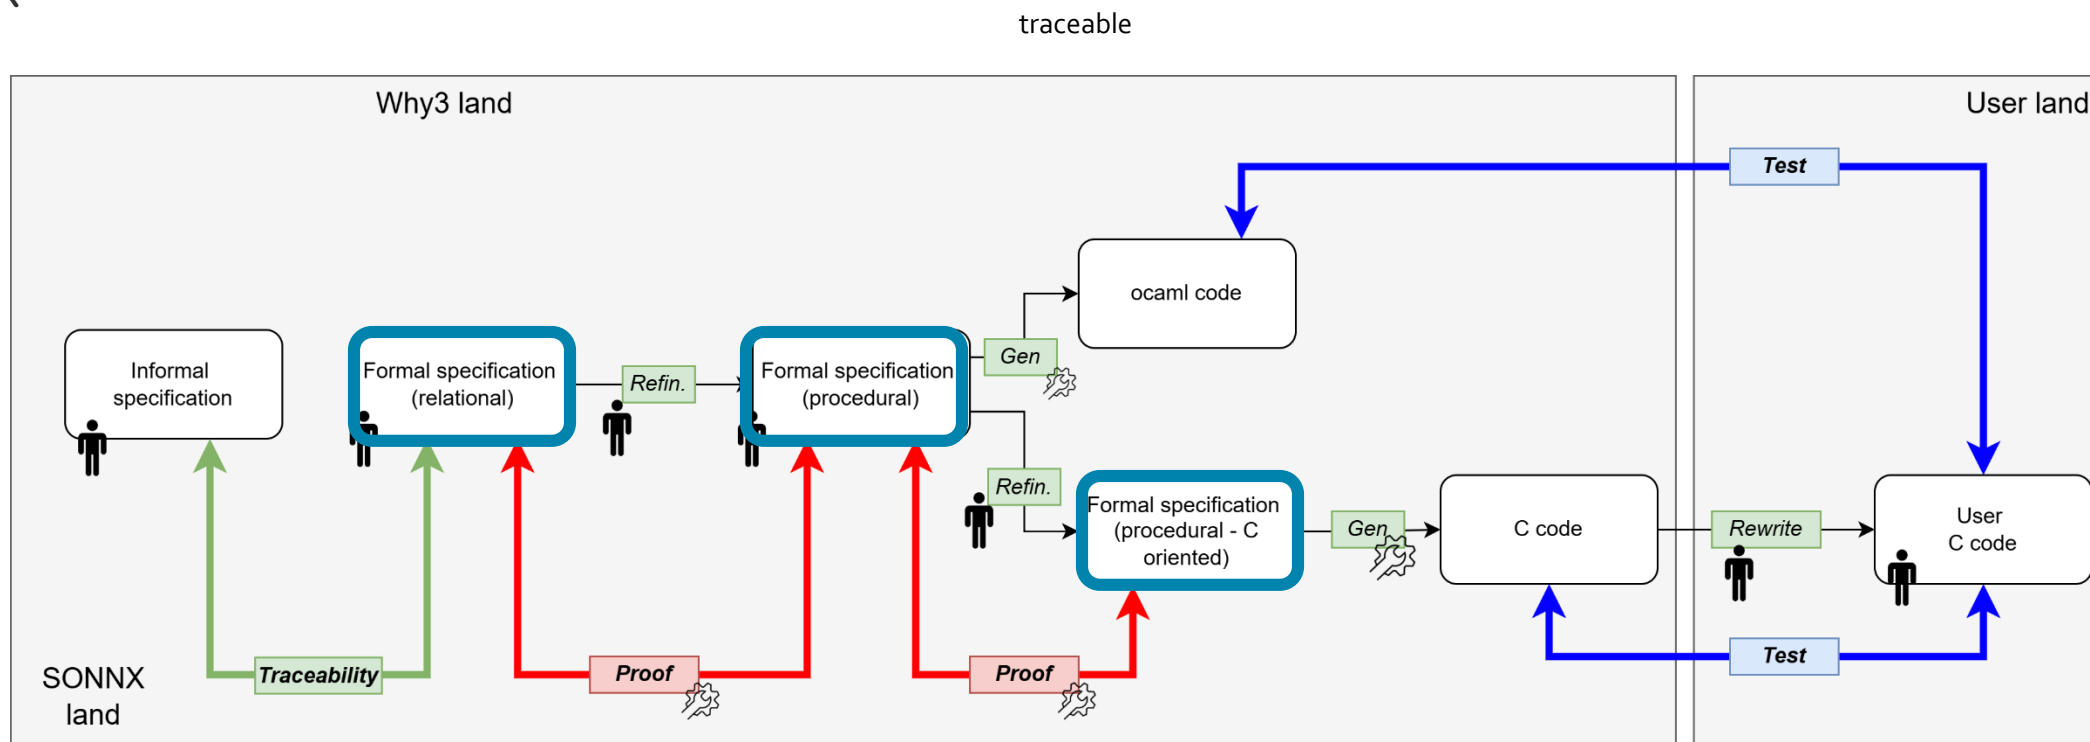 traceable
Why3 land
User land
Test
ocaml code
Gen
Informal
specification
Formal specification
(relational)
Refin.
Formal specification
(procedural)
Refin.
Formal specification
(procedural - C
oriented)
Gen
C code
Rewrite
User
C code
SONNX
land
Traceability
Proof
Proof
Test